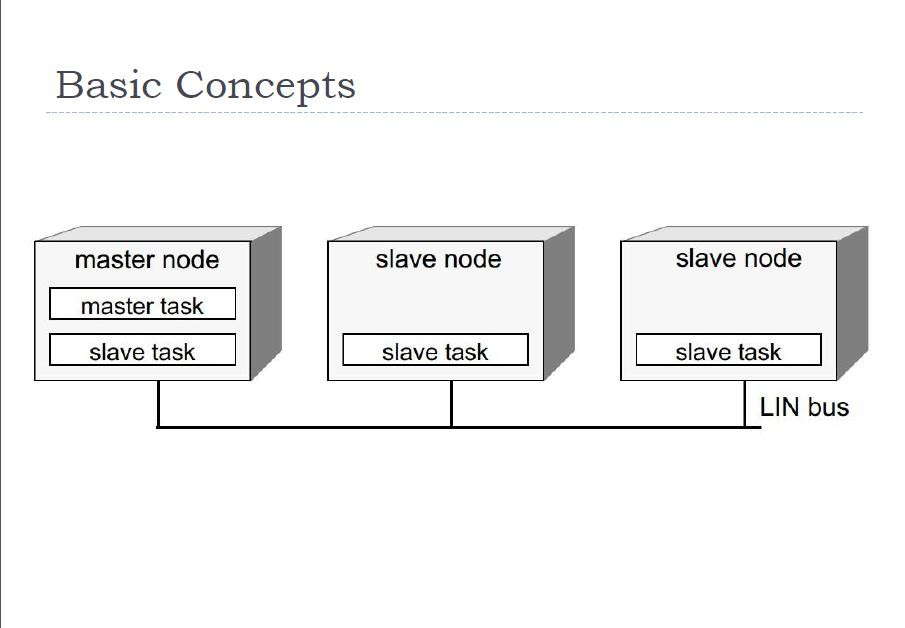 Basic Concepts
master node
master task
slave task
slave node
slave task
slave node
slave task
LIN bus